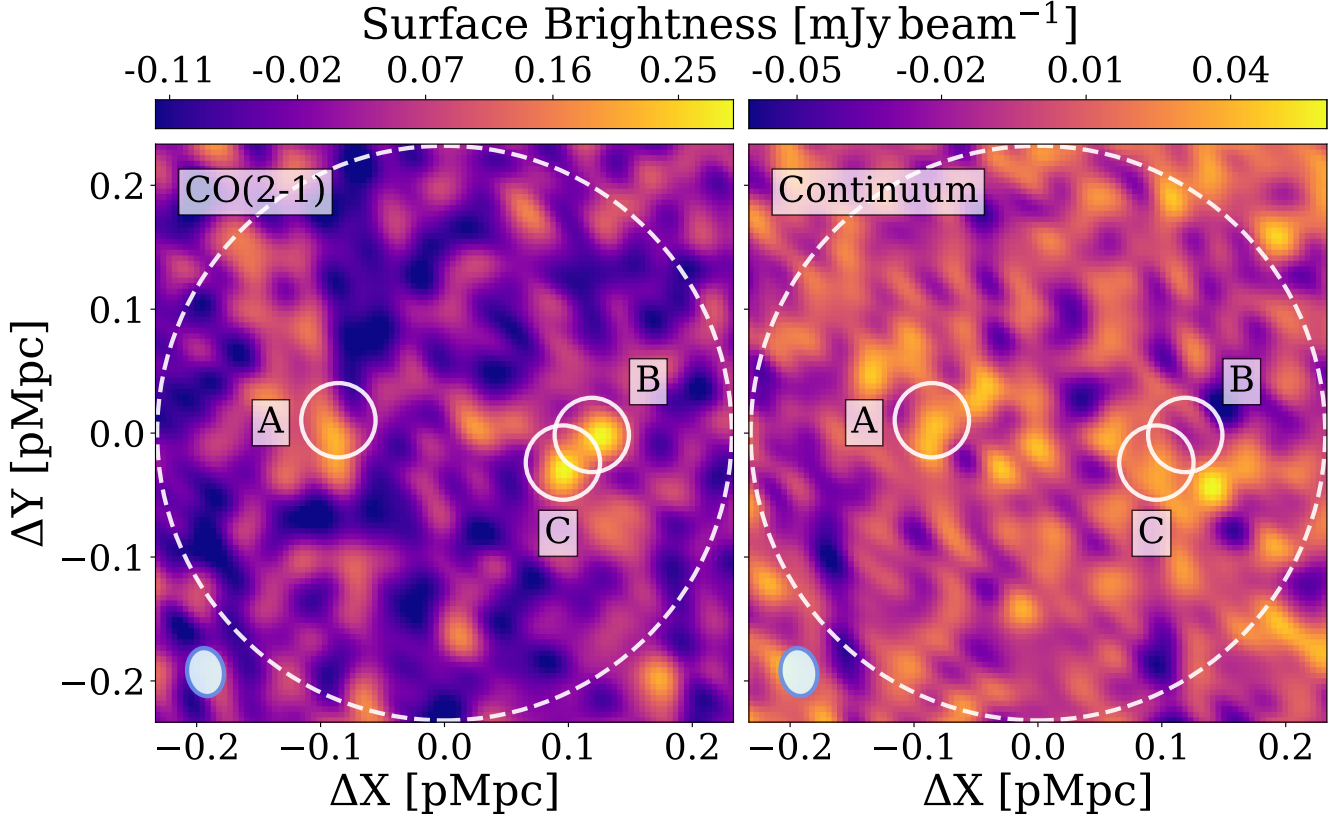 Surface Brightness [mJy beam⁻¹]
-0.11 -0.02 0.07 0.16 0.25 -0.05 -0.02 0.01 0.04
CO(2-1) Continuum
A B C A B C
ΔY [pMpc]
0.2
0.1
0.0
−0.1
−0.2
−0.2 −0.1 0.0 0.1 0.2 −0.2 −0.1 0.0 0.1 0.2
ΔX [pMpc] ΔX [pMpc]